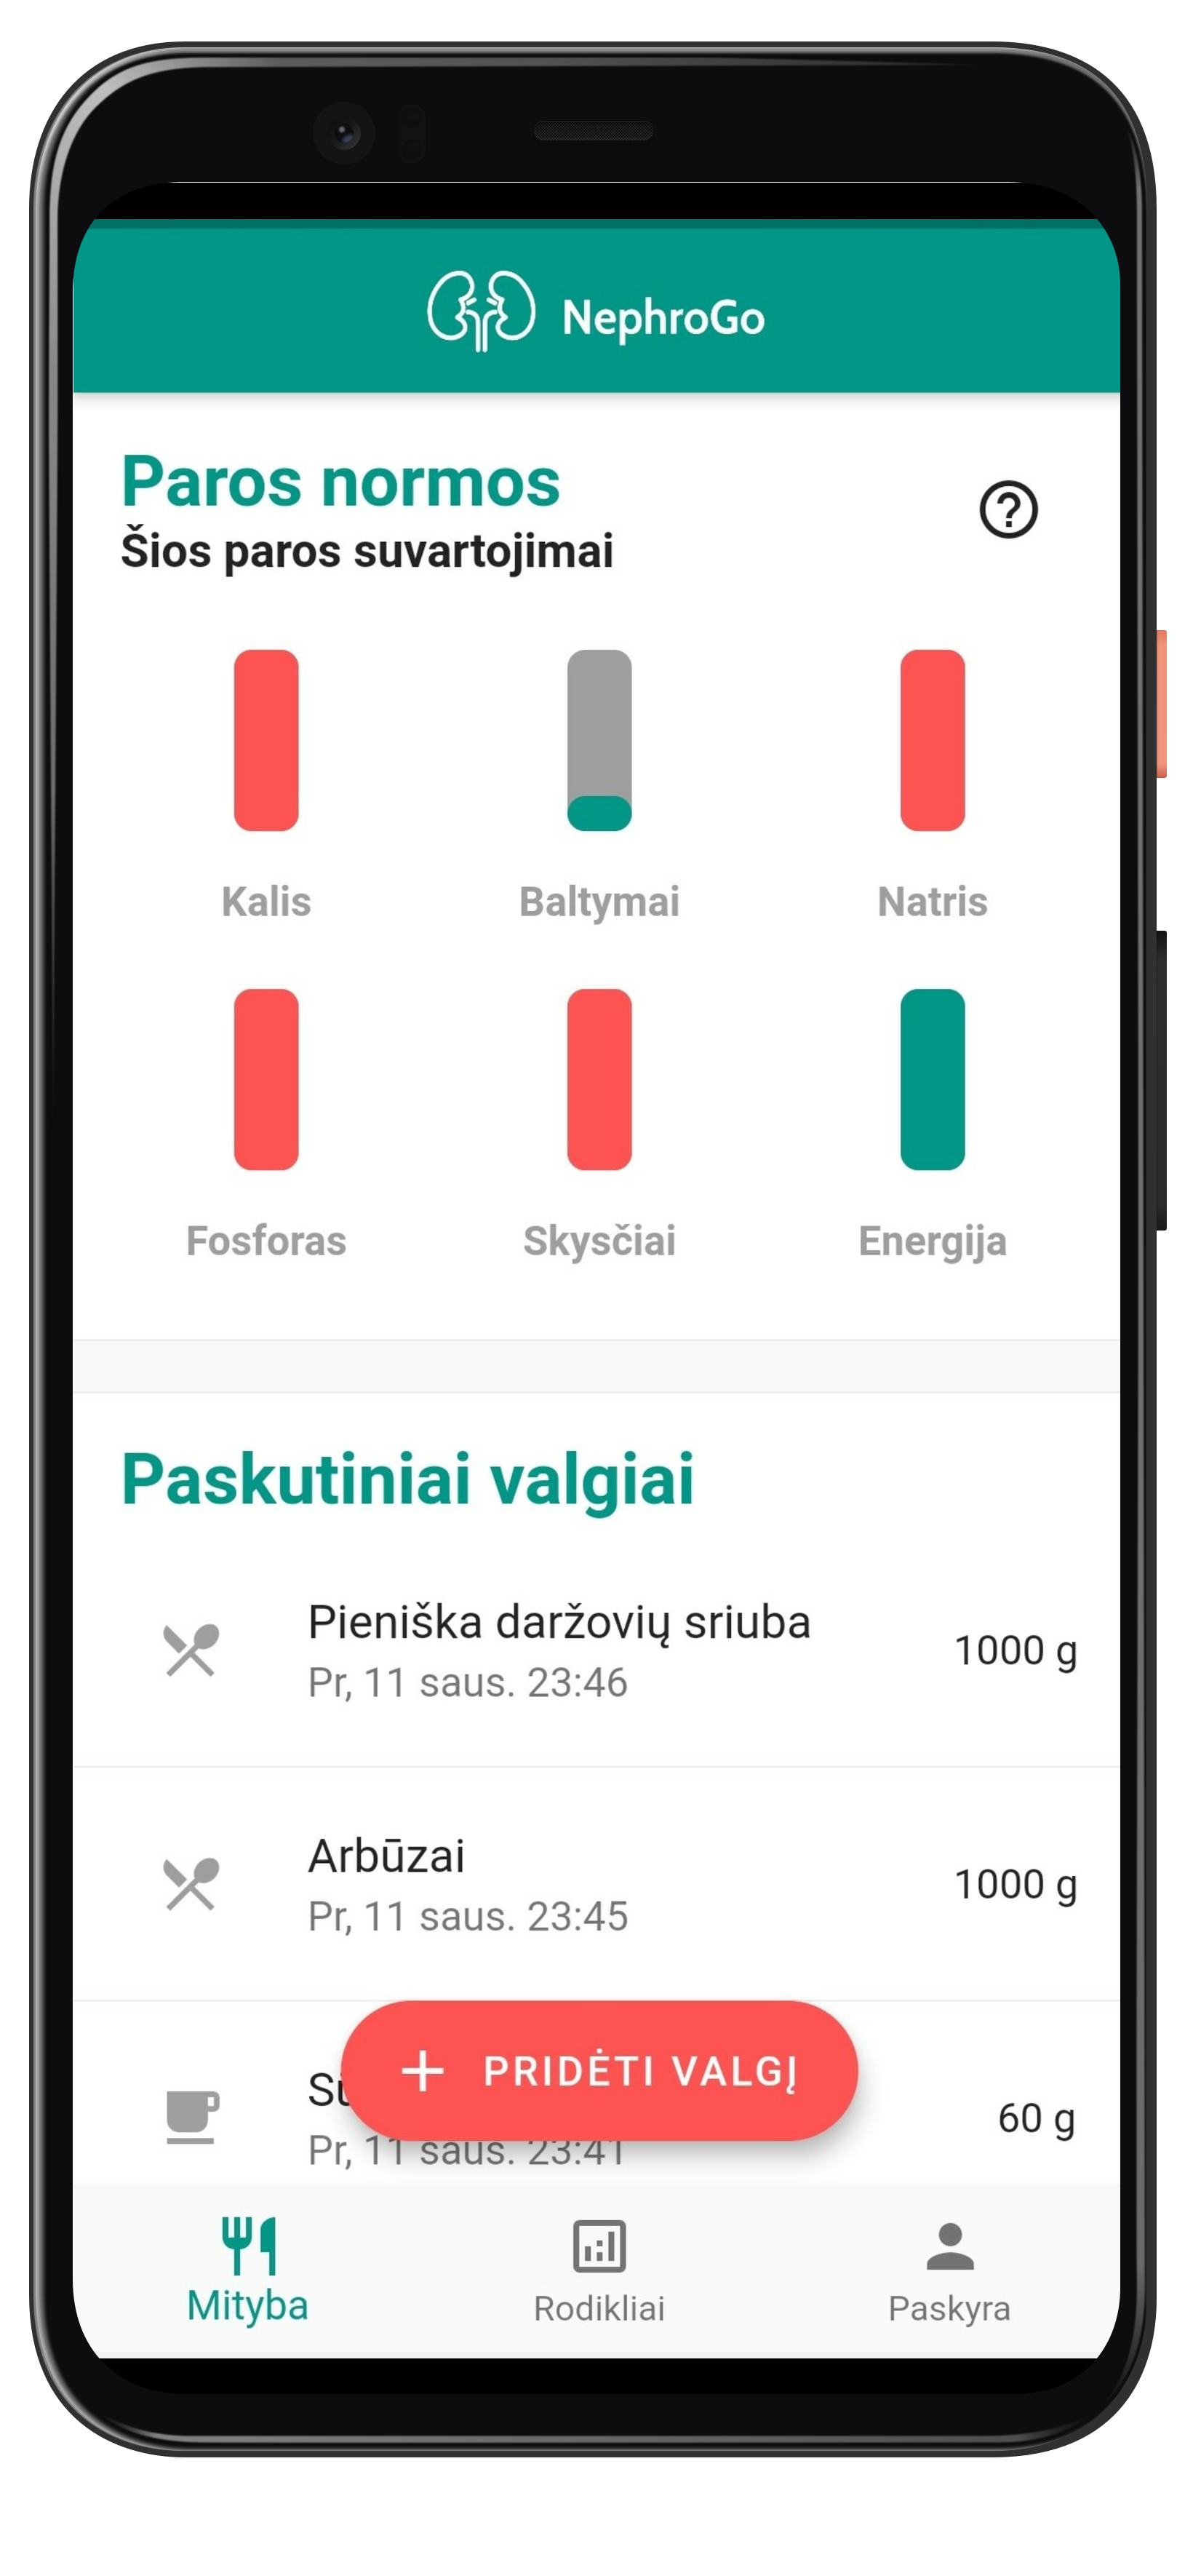 NephroGo
Paros normos
Šios paros suvartojimai
Kalis
Baltymai
Natris
Fosforas
Skysčiai
Energija
Paskutiniai valgiai
Pieniška daržovių sriuba
1000 g
Pr, 11 saus. 23:46
Arbūzai
1000 g
Pr, 11 saus. 23:45
60 g
Pr, 11 saus. 23:41
PRIDĖTI VALGĮ
Mityba
Rodikliai
Paskyra